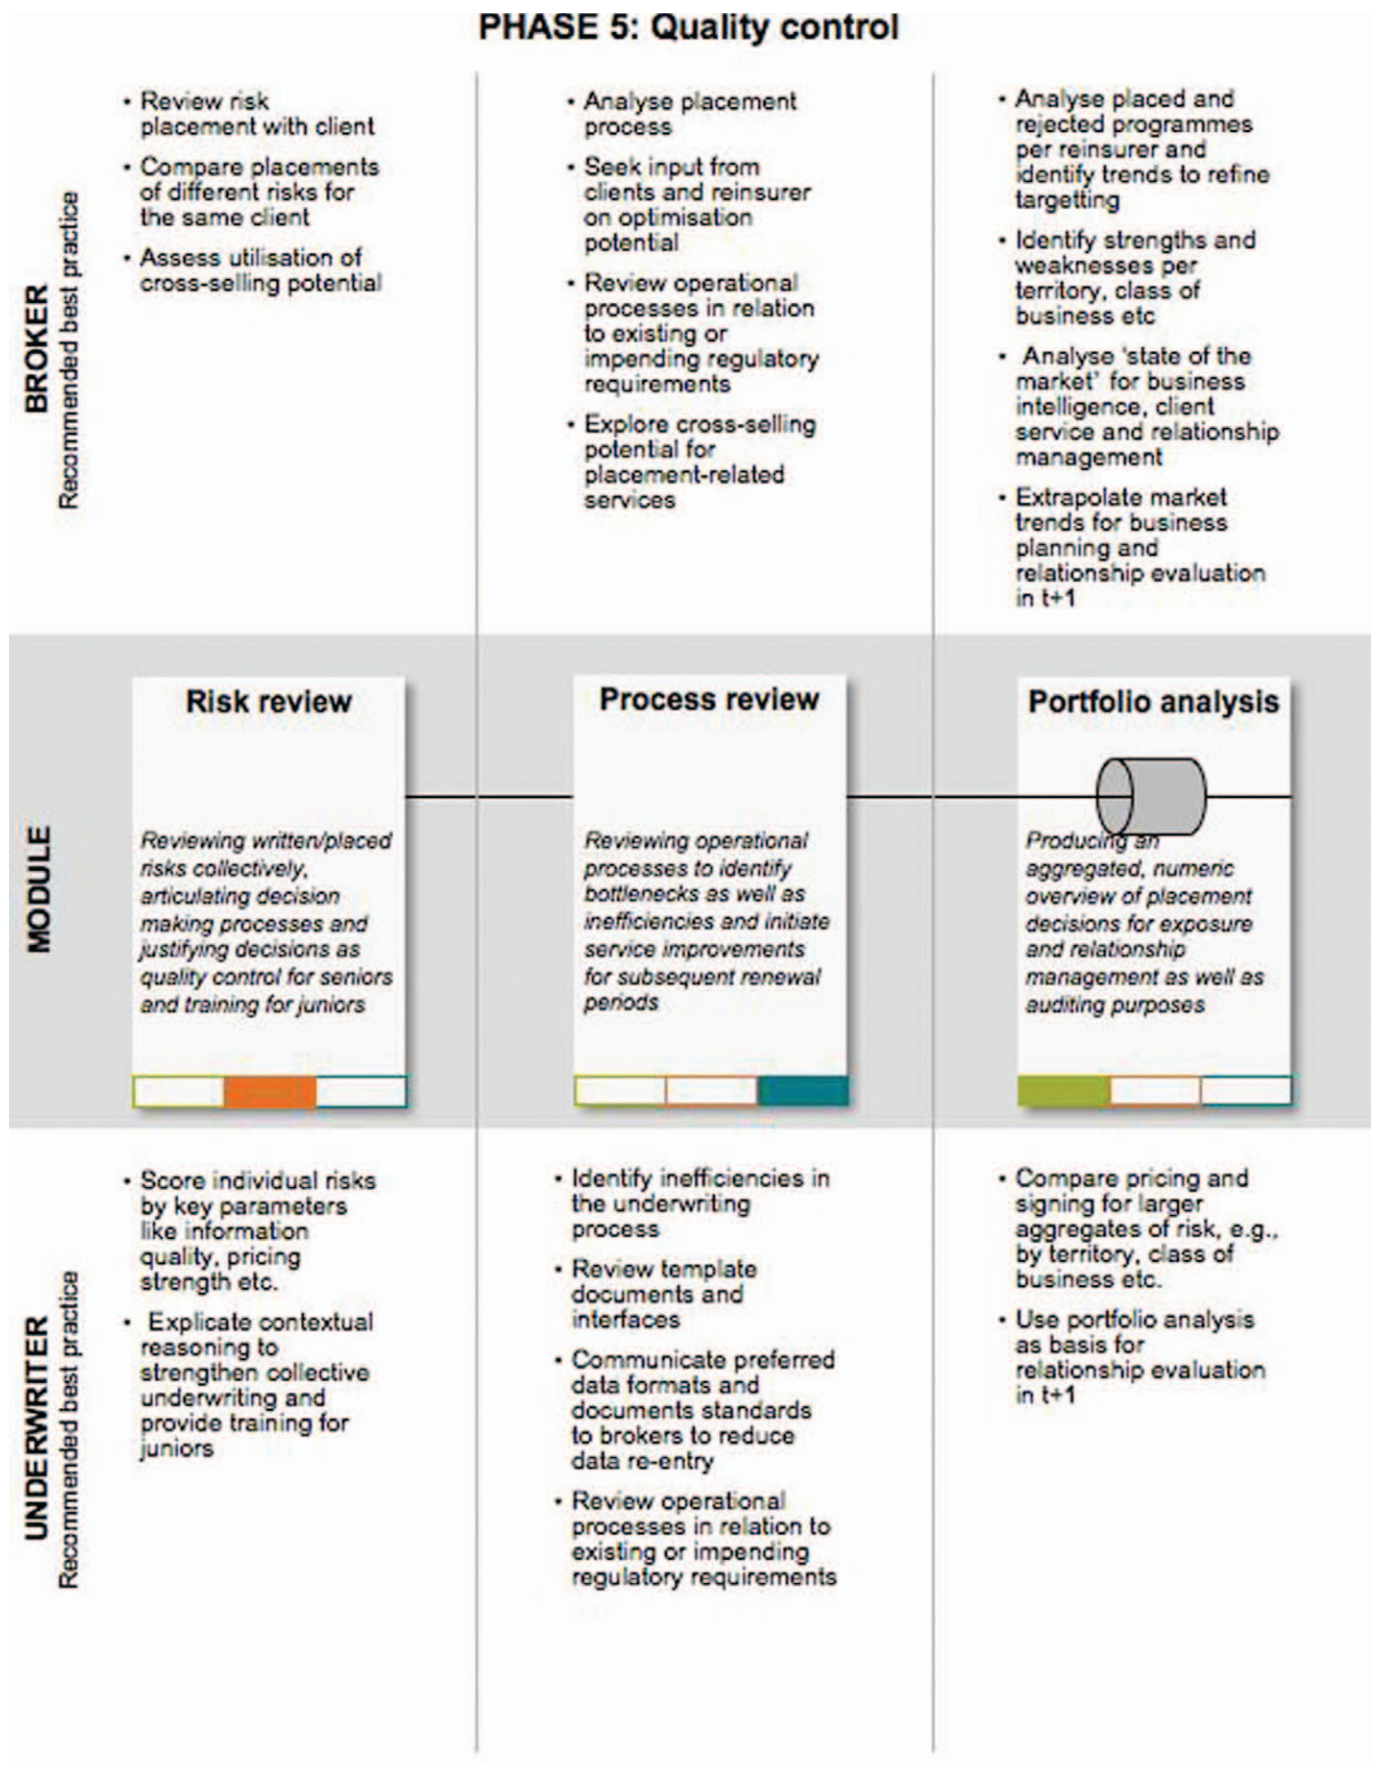 PHASE 5: Quality control
BROKER
Recommended best practice
• Review risk
placement with client
• Compare placements
of different risks for
the same client
• Assess utilisation of
cross-selling potential
• Analyse placement
process
• Seek input from
clients and reinsurer
on optimisation
potential
• Review operational
processes in relation
to existing or
impending regulatory
requirements
• Explore cross-selling
potential for
placement-related
services
• Analyse placed and
rejected programmes
per reinsurer and
identify trends to refine
targetting
• Identify strengths and
weaknesses per
territory, class of
business etc
• Analyse 'state of the
market' for business
intelligence, client
service and relationship
management
• Extrapolate market
trends for business
planning and
relationship evaluation
in t+1
MODULE
Risk review
Reviewing written/placed
risks collectively,
articulating decision
making processes and
justifying decisions as
quality control for seniors
and training for juniors
Process review
Reviewing operational
processes to identify
bottlenecks as well as
inefficiencies and initiate
service improvements
for subsequent renewal
periods
Portfolio analysis
Producing an
aggregated, numeric
overview of placement
decisions for exposure
and relationship
management as well as
auditing purposes
UNDERWRITER
Recommended best practice
• Score individual risks
by key parameters
like information
quality, pricing
strength etc.
• Explicate contextual
reasoning to
strengthen collective
underwriting and
provide training for
juniors
• Identify inefficiencies in
the underwriting
process
• Review template
documents and
interfaces
• Communicate preferred
data formats and
documents standards
to brokers to reduce
data re-entry
• Review operational
processes in relation to
existing or impending
regulatory requirements
• Compare pricing and
signing for larger
aggregates of risk, e.g.,
by territory, class of
business etc.
• Use portfolio analysis
as basis for
relationship evaluation
in t+1